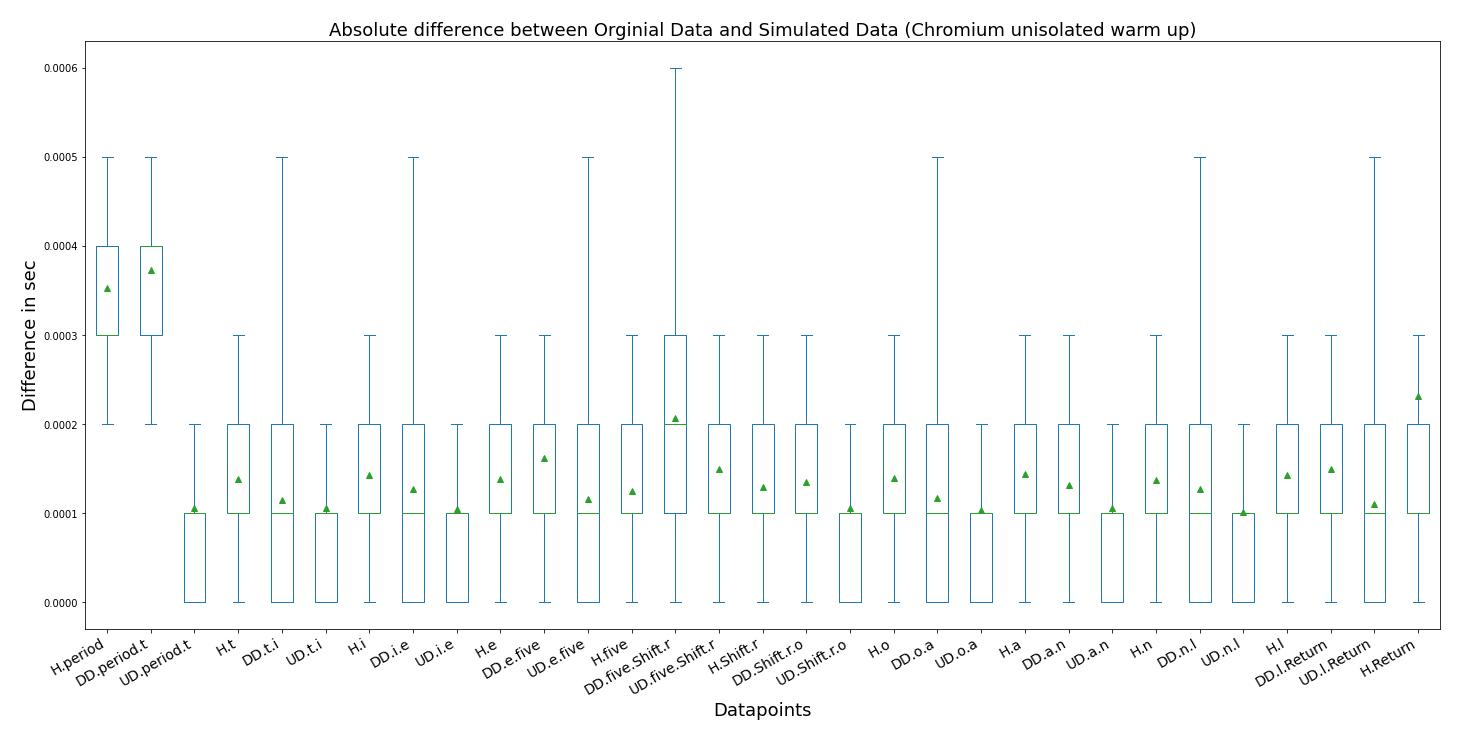 Absolute difference between Orginial Data and Simulated Data (Chromium unisolated warm up)
Difference in sec
0.0006
0.0005
0.0004
0.0003
0.0002
0.0001
0.0000
H.period
DD.period.t
UD.period.t
H.t
DD.t.i
UD.t.i
H.i
DD.i.e
UD.i.e
H.e
DD.e.five
UD.e.five
H.five
DD.five.Shift.r
UD.five.Shift.r
H.Shift.r
DD.Shift.r.o
UD.Shift.r.o
H.o
DD.o.a
UD.o.a
H.a
DD.a.n
UD.a.n
H.n
DD.n.l
UD.n.l
H.l
DD.l.Return
UD.l.Return
H.Return
Datapoints